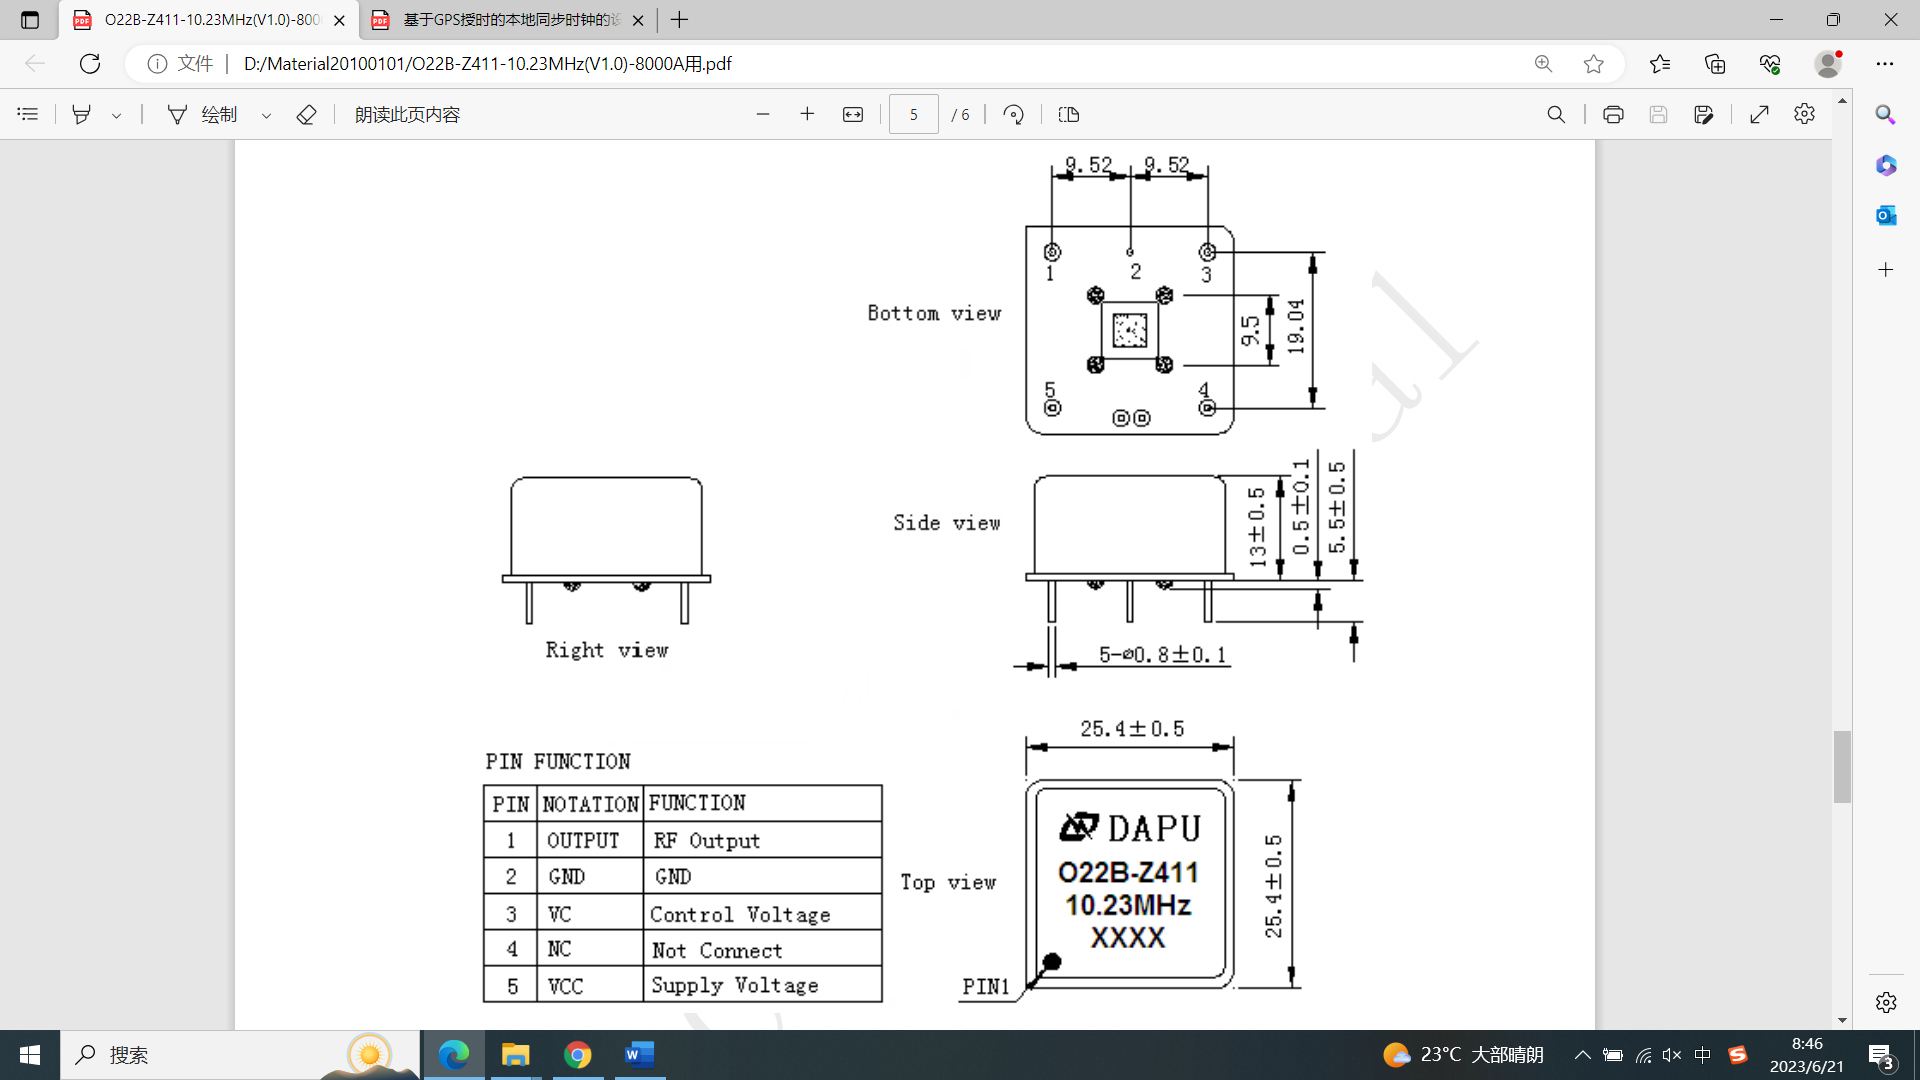 O22B-Z411-10.23MHz(V1.0)-800
基于GPS授时的本地同步时钟的设
文件
D:/Material20100101/O22B-Z411-10.23MHz(V1.0)-8000A用.pdf
绘制
朗读此页内容
5 / 6
9.52 9.52
1 2 3
Bottom view
9.5
19.04
5 4
Side view
13±0.5
0.5±0.1
5.5±0.5
Right view
5-⌀0.8±0.1
25.4±0.5
PIN FUNCTION
PIN NOTATION FUNCTION
1 OUTPUT RF Output
2 GND GND
3 VC Control Voltage
4 NC Not Connect
5 VCC Supply Voltage
Top view
DAPU
O22B-Z411
10.23MHz
XXXX
25.4±0.5
PIN1
搜索
23°C 大部晴朗
中
8:46
2023/6/21
3